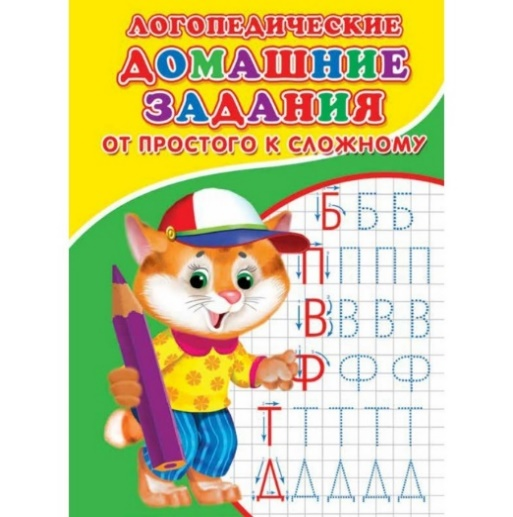 ЛОГОПЕДИЧЕСКИЕ
ДОМАШНИЕ
ЗАДАНИЯ
ОТ ПРОСТОГО К СЛОЖНОМУ
Б Б Б
П П П П П
В В В В В
Ф Ф Ф Ф
Т Т Т Т Т
Д Д Д Д Д